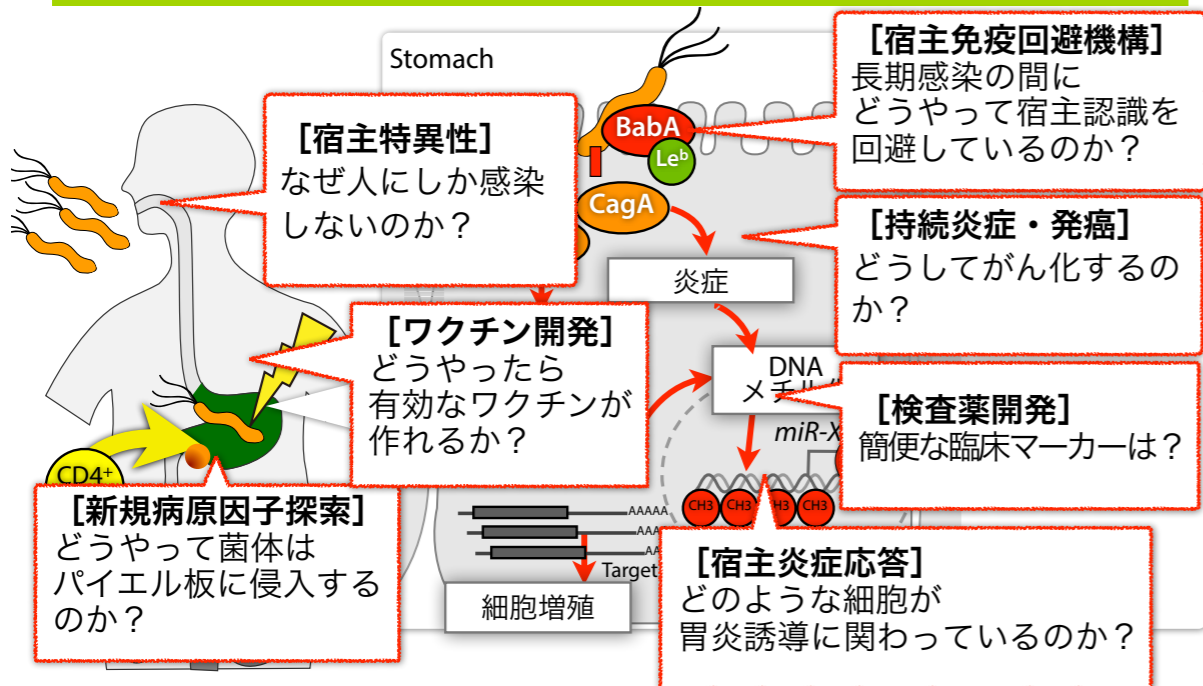 Stomach
[宿主免疫回避機構]
長期感染の間に
どうやって宿主認識を
回避しているのか？
[宿主特異性]
なぜ人にしか感染
しないのか？
BabA
Leᵇ
CagA
[持続炎症・発癌]
どうしてがん化するの
か？
炎症
[ワクチン開発]
どうやったら
有効なワクチンが
作れるか？
DNA
メチル
[検査薬開発]
簡便な臨床マーカーは？
miR-X
CD4⁺
[新規病原因子探索]
どうやって菌体は
パイエル板に侵入する
のか？
CH3 CH3 CH3 CH3
AAAAA
AAA
AA
Target
細胞増殖
[宿主炎症応答]
どのような細胞が
胃炎誘導に関わっているのか？